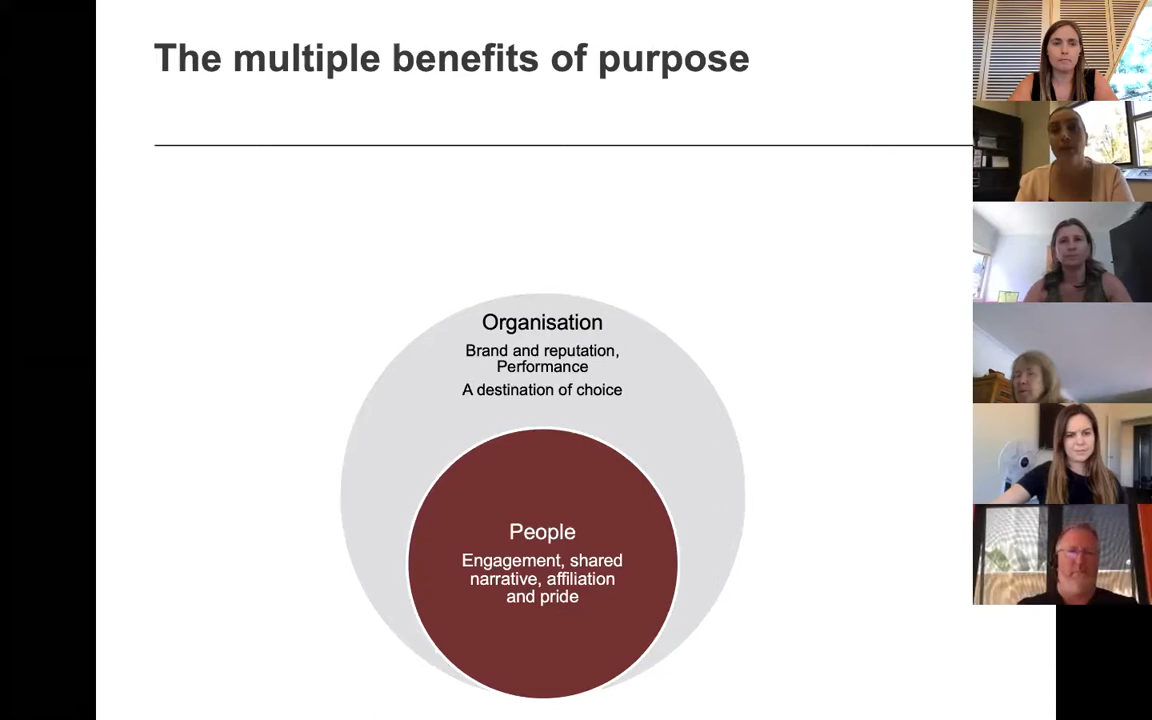 The multiple benefits of purpose
Organisation
Brand and reputation,
Performance
A destination of choice
People
Engagement, shared
narrative, affiliation
and pride